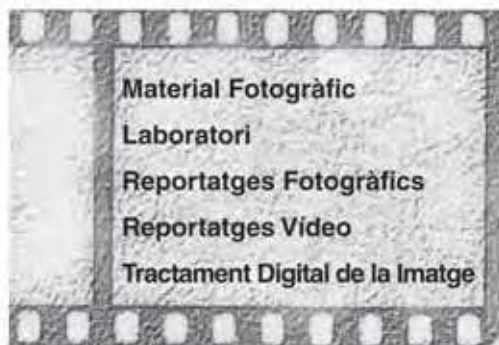 Material Fotogràfic
Laboratori
Reportatges Fotogràfics
Reportatges Vídeo
Tractament Digital de la Imatge